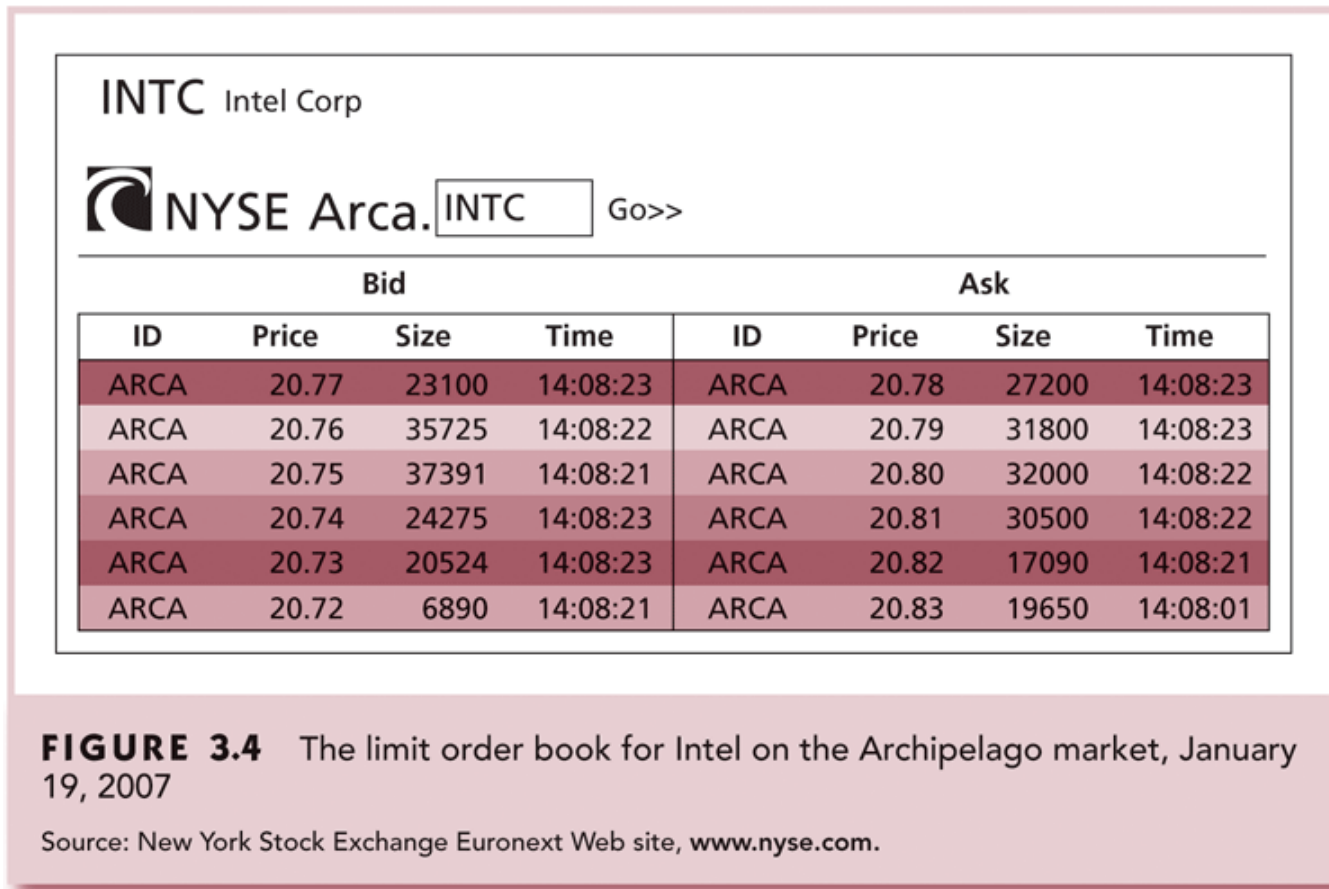 INTC Intel Corp
NYSE Arca. INTC Go>>
Bid Ask
ID Price Size Time ID Price Size Time
ARCA 20.77 23100 14:08:23 ARCA 20.78 27200 14:08:23
ARCA 20.76 35725 14:08:22 ARCA 20.79 31800 14:08:23
ARCA 20.75 37391 14:08:21 ARCA 20.80 32000 14:08:22
ARCA 20.74 24275 14:08:23 ARCA 20.81 30500 14:08:22
ARCA 20.73 20524 14:08:23 ARCA 20.82 17090 14:08:21
ARCA 20.72 6890 14:08:21 ARCA 20.83 19650 14:08:01
FIGURE 3.4 The limit order book for Intel on the Archipelago market, January
19, 2007
Source: New York Stock Exchange Euronext Web site, www.nyse.com.